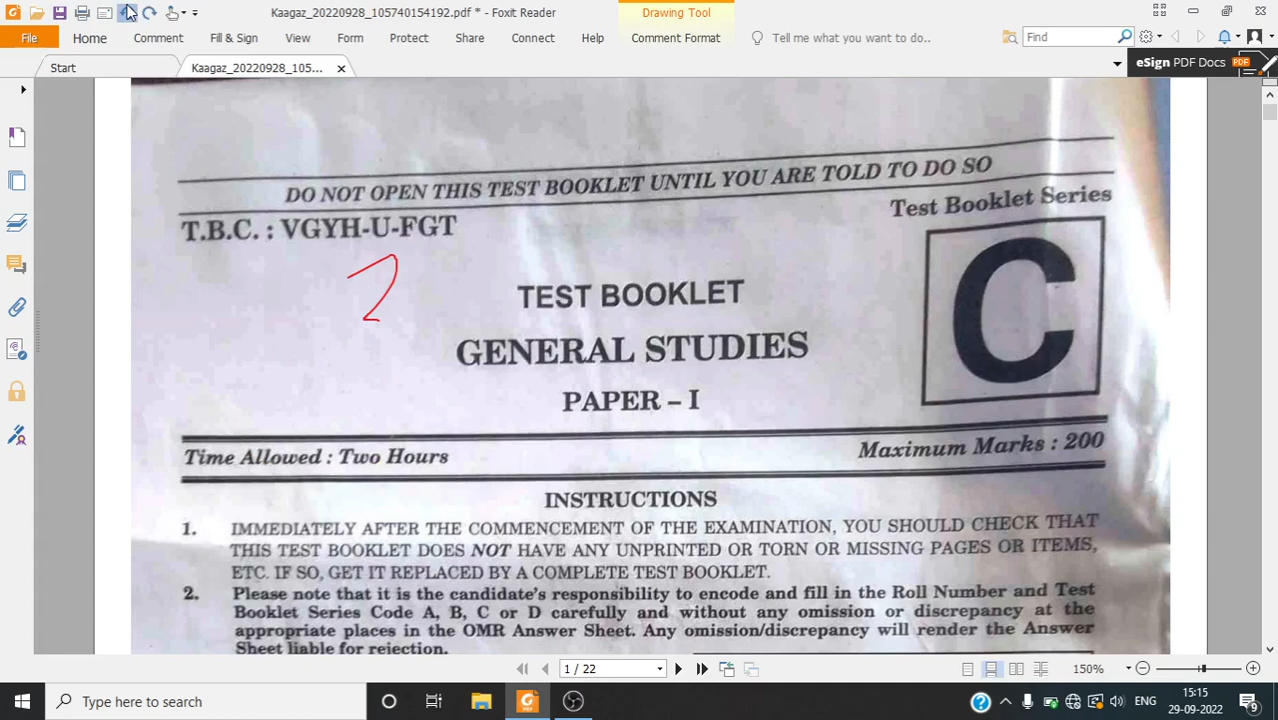 Kaagaz_20220928_105740154192.pdf * - Foxit Reader
Drawing Tool
File
Home
Comment
Fill & Sign
View
Form
Protect
Share
Connect
Help
Comment Format
Tell me what you want to do..
Find
Start
Kaagaz_20220928_105...
eSign PDF Docs
PDF
DO NOT OPEN THIS TEST BOOKLET UNTIL YOU ARE TOLD TO DO SO
T.B.C. : VGYH-U-FGT
Test Booklet Series
2
C
TEST BOOKLET
GENERAL STUDIES
PAPER – I
Time Allowed : Two Hours
Maximum Marks : 200
INSTRUCTIONS
1. IMMEDIATELY AFTER THE COMMENCEMENT OF THE EXAMINATION, YOU SHOULD CHECK THAT
THIS TEST BOOKLET DOES NOT HAVE ANY UNPRINTED OR TORN OR MISSING PAGES OR ITEMS,
ETC. IF SO, GET IT REPLACED BY A COMPLETE TEST BOOKLET.
2. Please note that it is the candidate's responsibility to encode and fill in the Roll Number and Test
Booklet Series Code A, B, C or D carefully and without any omission or discrepancy at the
appropriate places in the OMR Answer Sheet. Any omission/discrepancy will render the Answer
Sheet liable for rejection.
1 / 22
150%
Type here to search
ENG
15:15
29-09-2022
9